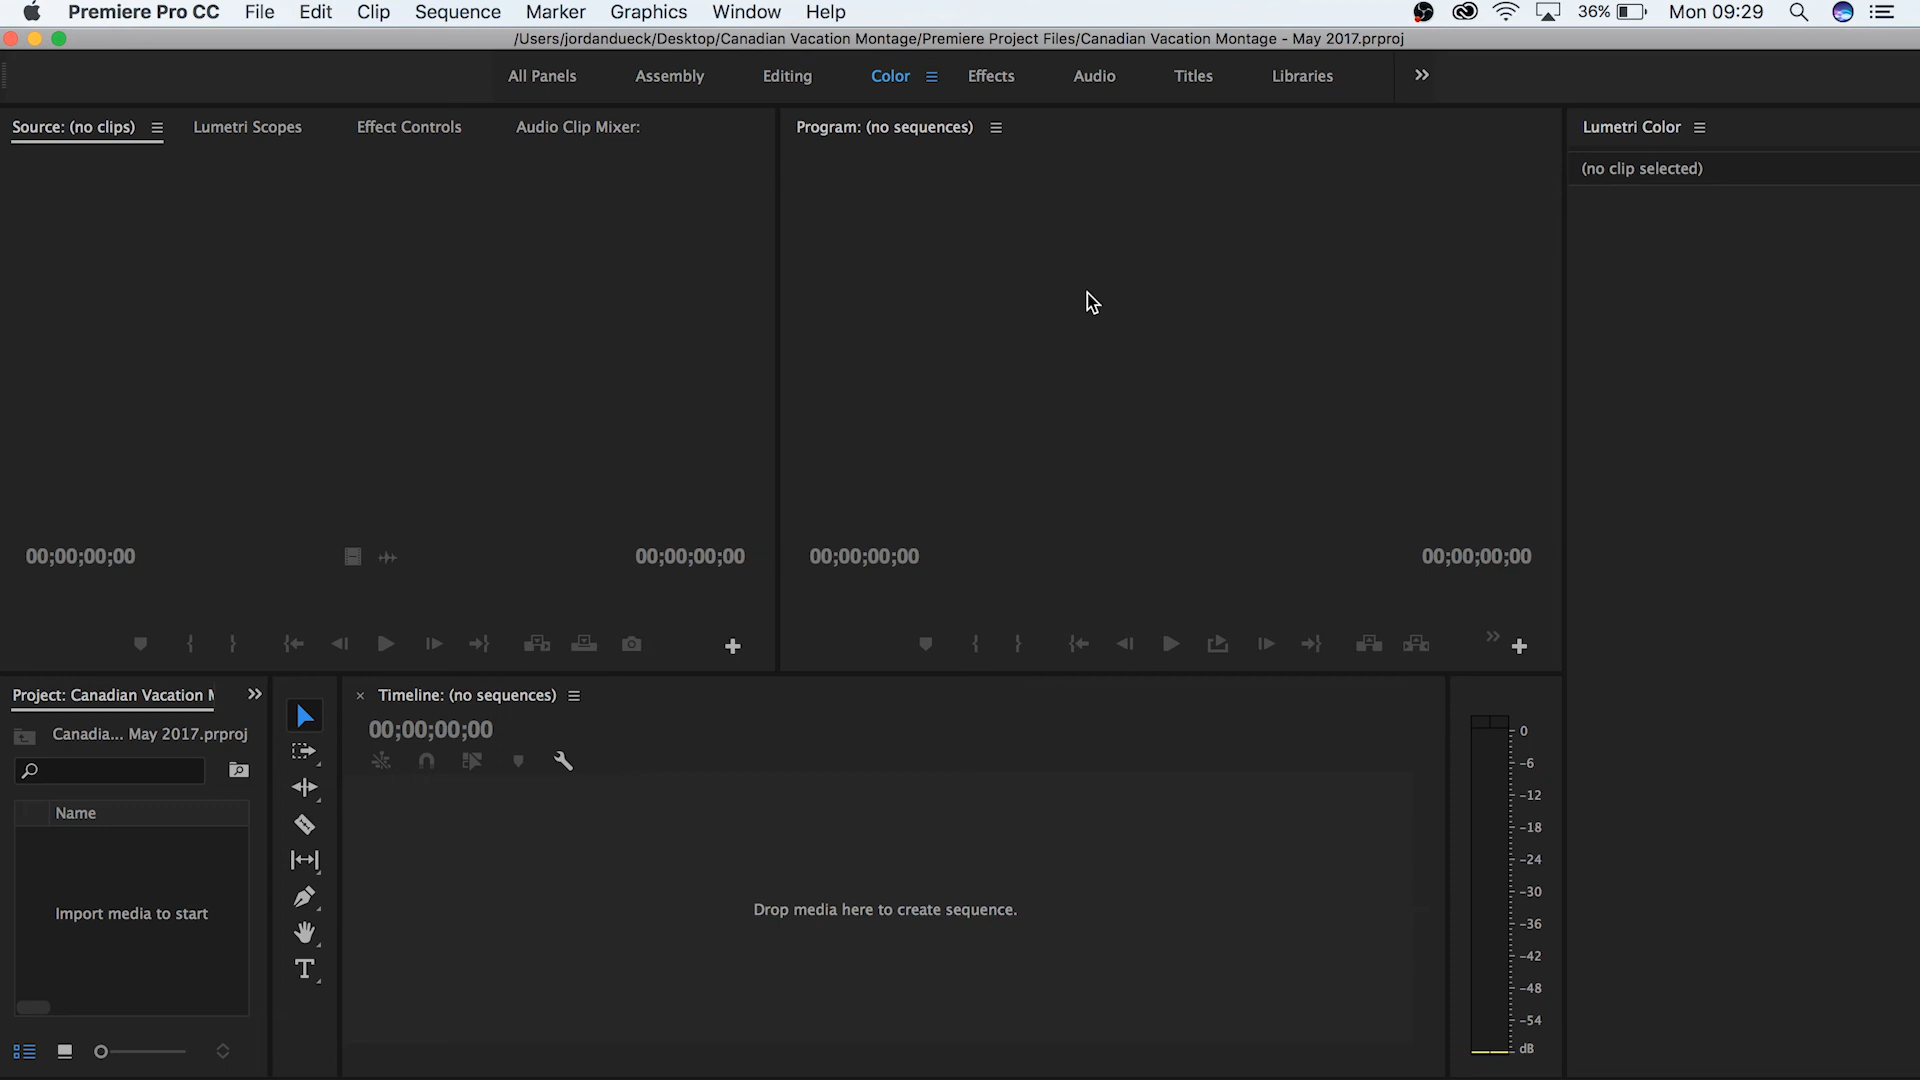 Premiere Pro CC File Edit Clip Sequence Marker Graphics Window Help 36% Mon 09:29
/Users/jordandueck/Desktop/Canadian Vacation Montage/Premiere Project Files/Canadian Vacation Montage - May 2017.prproj
All Panels Assembly Editing Color Effects Audio Titles Libraries
Source: (no clips) Lumetri Scopes Effect Controls Audio Clip Mixer:
Program: (no sequences)
Lumetri Color
(no clip selected)
00;00;00;00 00;00;00;00
00;00;00;00 00;00;00;00
Project: Canadian Vacation
Canadia... May 2017.prproj
Name
Import media to start
Timeline: (no sequences)
00;00;00;00
Drop media here to create sequence.
0
-6
-12
-18
-24
-30
-36
-42
-48
-54
dB